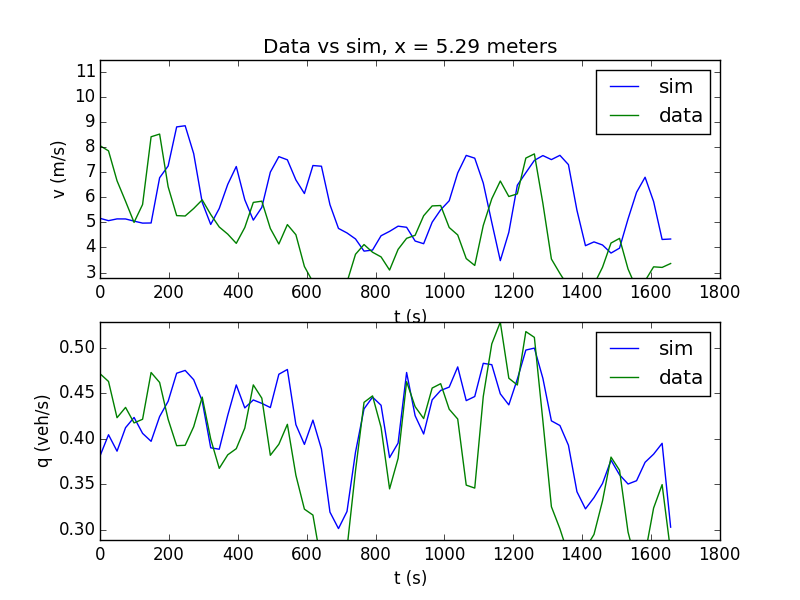 Data vs sim, x = 5.29 meters
11
10
9
8
7
6
5
4
3
v (m/s)
sim
data
0 200 400 600 800 1000 1200 1400 1600 1800
t (s)
0.50
0.45
0.40
0.35
0.30
q (veh/s)
sim
data
0 200 400 600 800 1000 1200 1400 1600 1800
t (s)